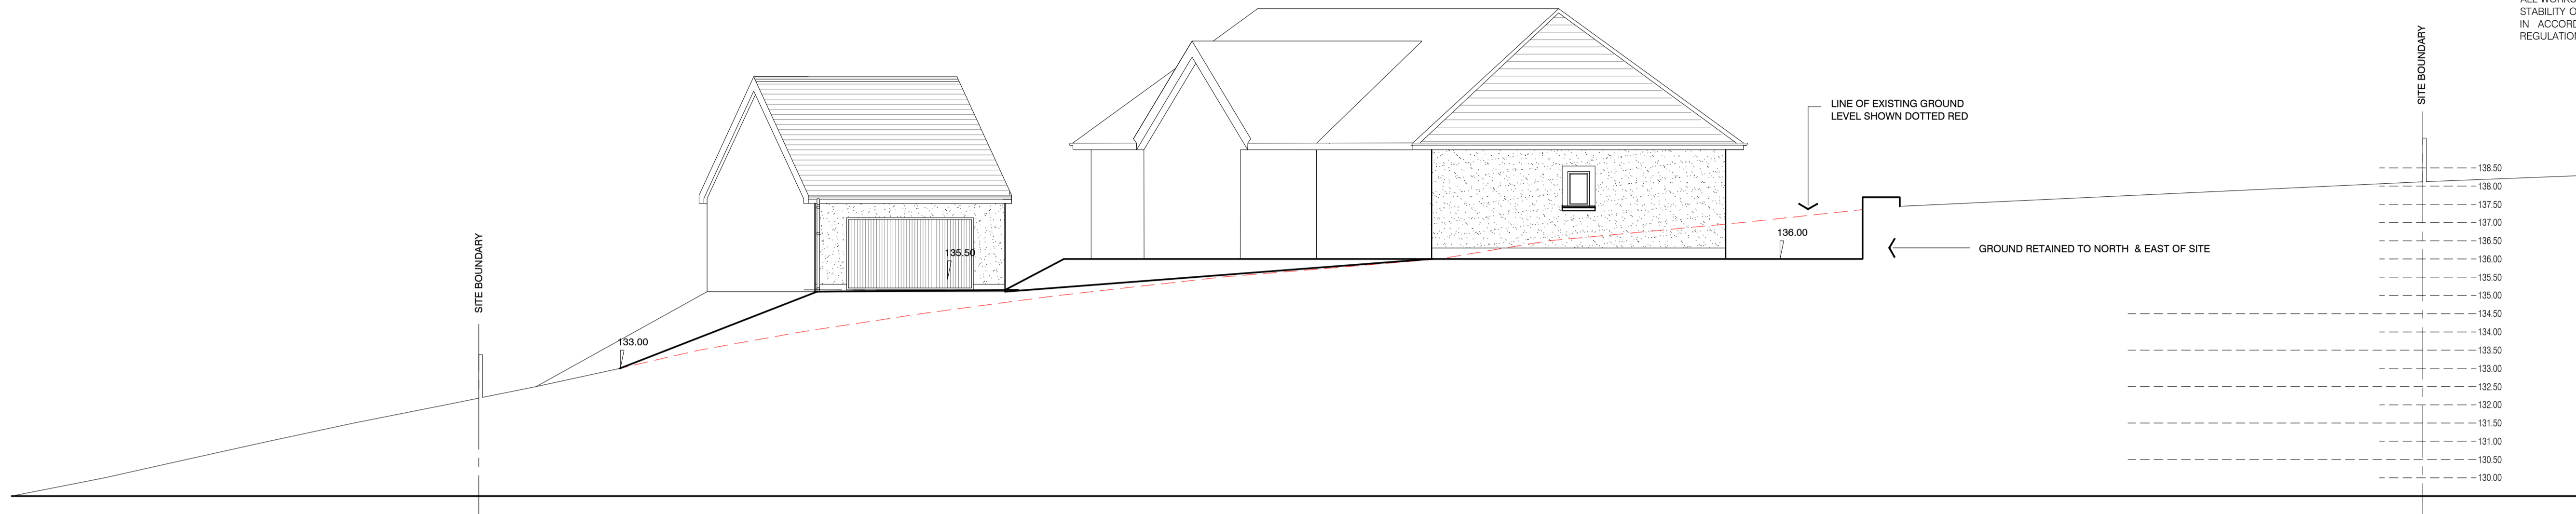 ALL WORKS
STABILITY O
IN ACCORD
REGULATION
SITE BOUNDARY
LINE OF EXISTING GROUND
LEVEL SHOWN DOTTED RED
136.00
GROUND RETAINED TO NORTH & EAST OF SITE
135.50
SITE BOUNDARY
133.00
138.50
138.00
137.50
137.00
136.50
136.00
135.50
135.00
134.50
134.00
133.50
133.00
132.50
132.00
131.50
131.00
130.50
130.00